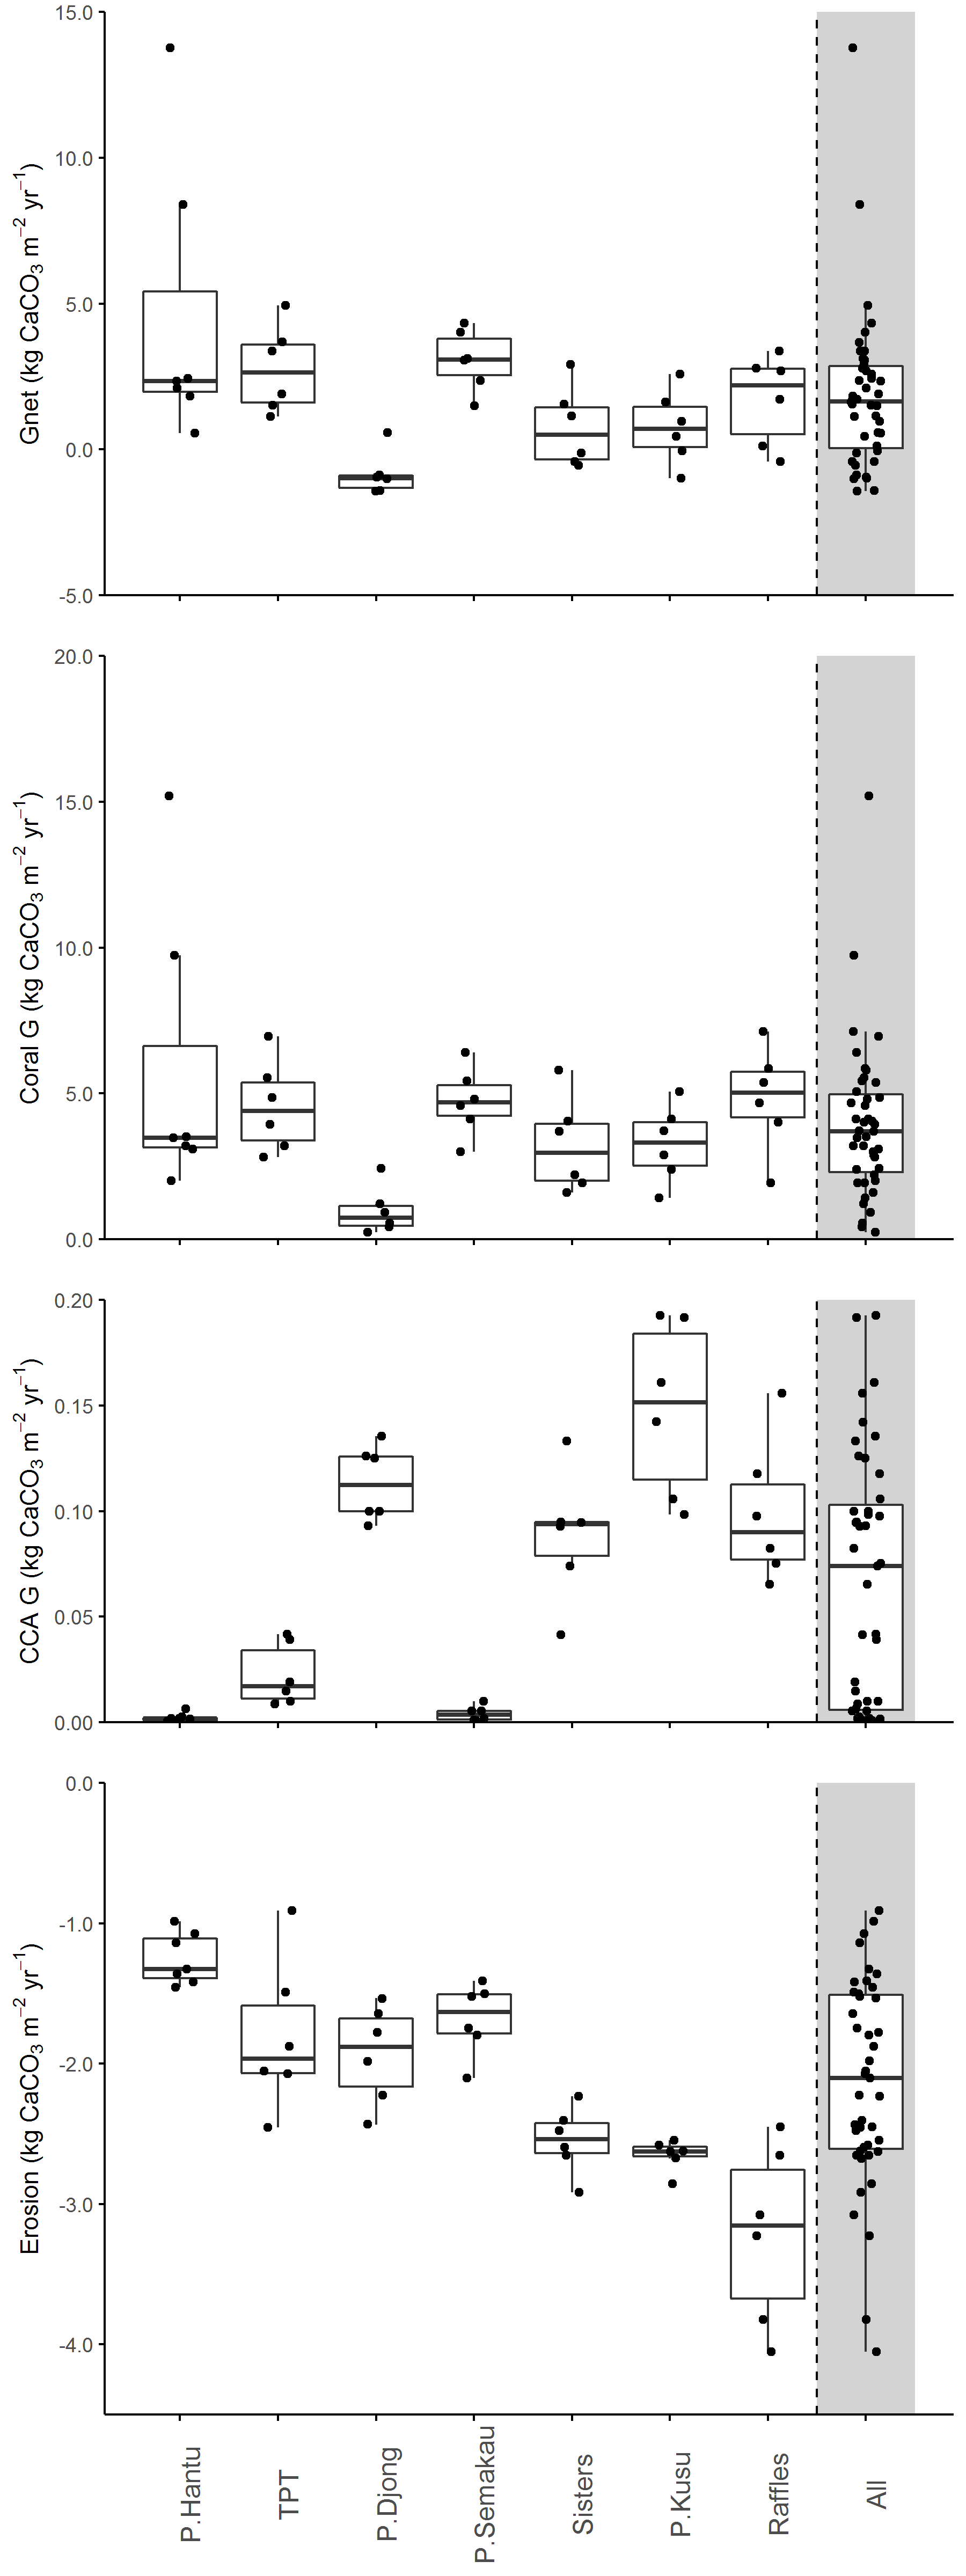 Gnet (kg CaCO₃ m⁻² yr⁻¹)
15.0
10.0
5.0
0.0
-5.0
Coral G (kg CaCO₃ m⁻² yr⁻¹)
20.0
15.0
10.0
5.0
0.0
CCA G (kg CaCO₃ m⁻² yr⁻¹)
0.20
0.15
0.10
0.05
0.00
Erosion (kg CaCO₃ m⁻² yr⁻¹)
0.0
-1.0
-2.0
-3.0
-4.0
P.Hantu
TPT
P.Djong
P.Semakau
Sisters
P.Kusu
Raffles
All